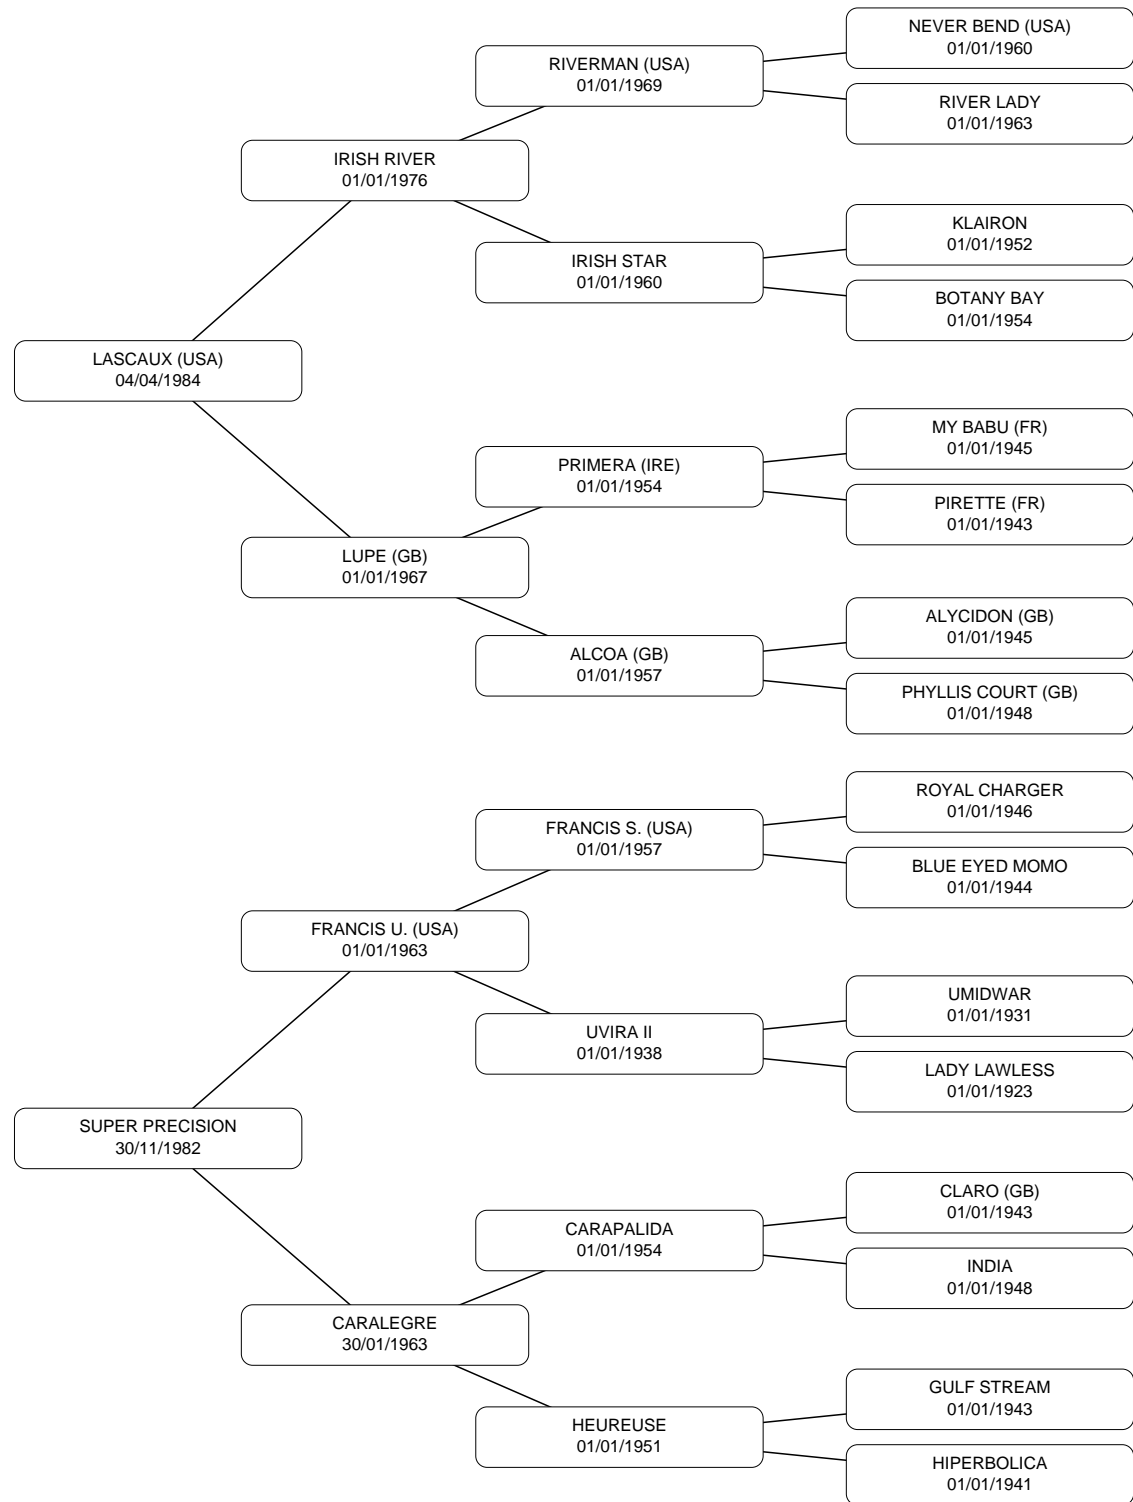 NEVER BEND (USA)
01/01/1960
RIVERMAN (USA)
01/01/1969
RIVER LADY
01/01/1963
IRISH RIVER
01/01/1976
KLAIRON
01/01/1952
IRISH STAR
01/01/1960
BOTANY BAY
01/01/1954
LASCAUX (USA)
04/04/1984
MY BABU (FR)
01/01/1945
PRIMERA (IRE)
01/01/1954
PIRETTE (FR)
01/01/1943
LUPE (GB)
01/01/1967
ALYCIDON (GB)
01/01/1945
ALCOA (GB)
01/01/1957
PHYLLIS COURT (GB)
01/01/1948
ROYAL CHARGER
01/01/1946
FRANCIS S. (USA)
01/01/1957
BLUE EYED MOMO
01/01/1944
FRANCIS U. (USA)
01/01/1963
UMIDWAR
01/01/1931
UVIRA II
01/01/1938
LADY LAWLESS
01/01/1923
SUPER PRECISION
30/11/1982
CLARO (GB)
01/01/1943
CARAPALIDA
01/01/1954
INDIA
01/01/1948
CARALEGRE
30/01/1963
GULF STREAM
01/01/1943
HEUREUSE
01/01/1951
HIPERBOLICA
01/01/1941